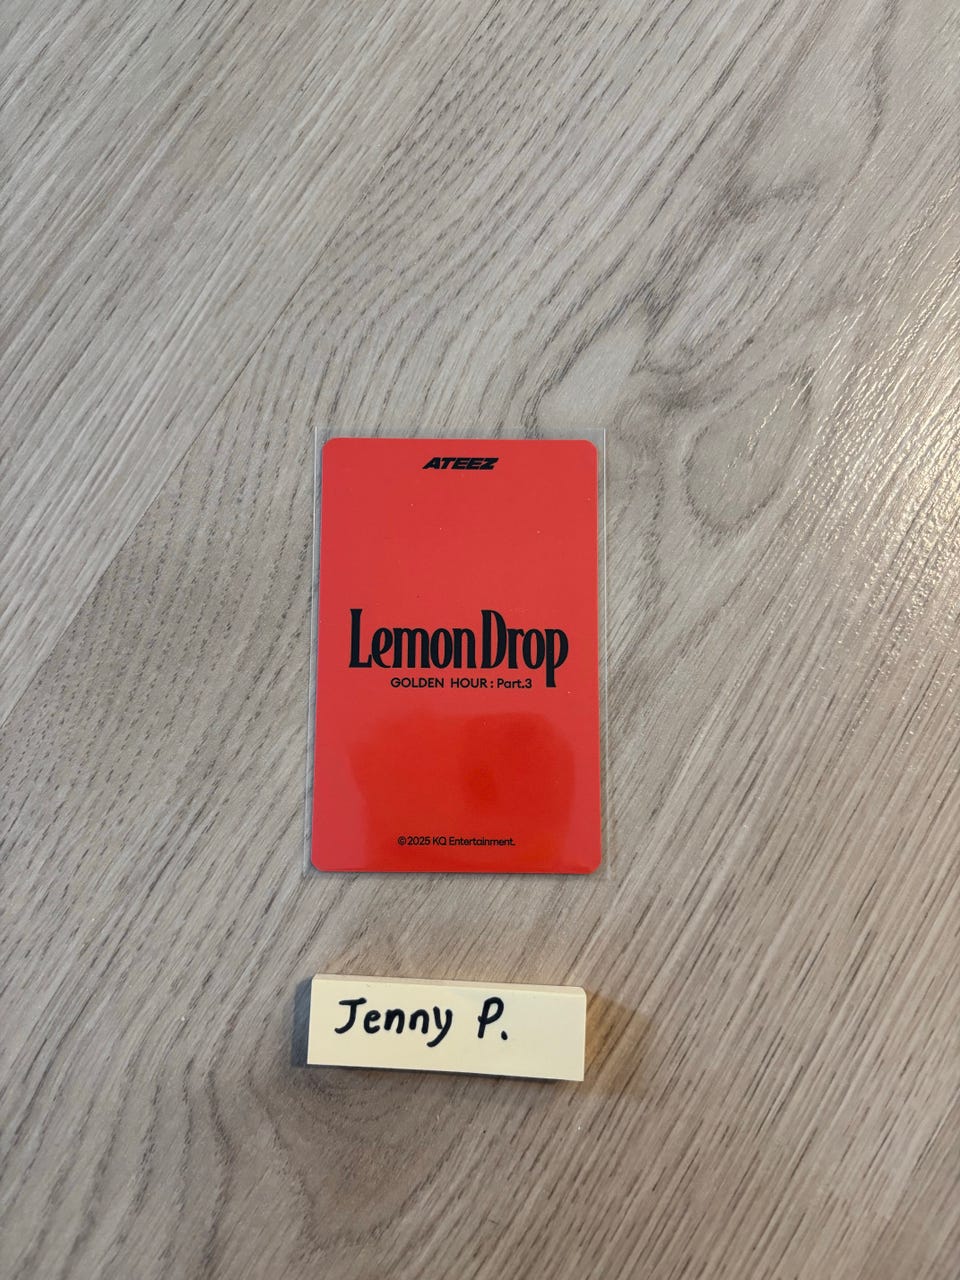 ATEEZ
Lemon Drop
GOLDEN HOUR : Part.3
©2025 KQ Entertainment.
Jenny P.